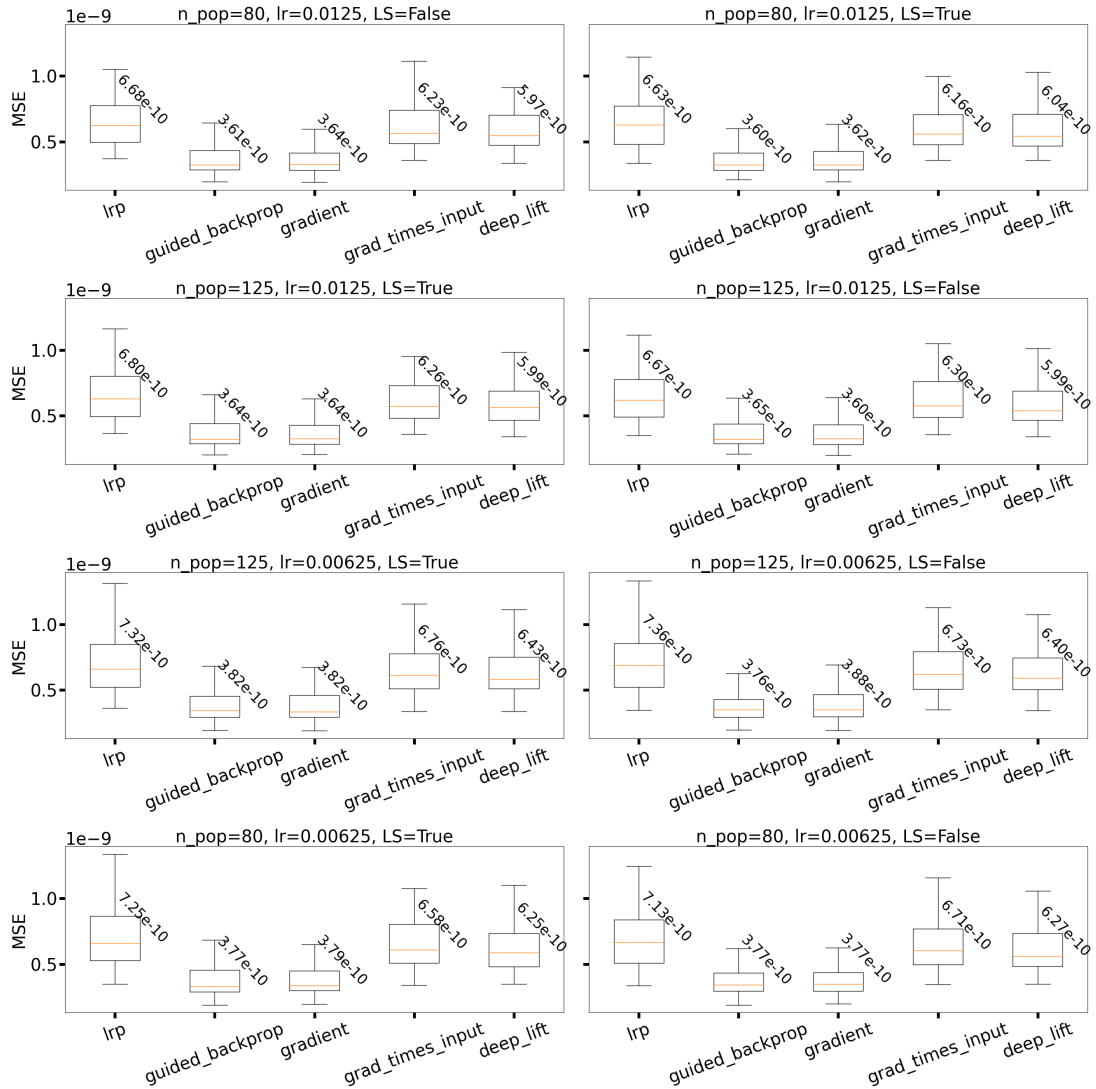 1e−9
n_pop=80, lr=0.0125, LS=False
n_pop=80, lr=0.0125, LS=True
MSE
1.0
0.5
6.68e-10
3.61e-10
3.64e-10
6.23e-10
5.97e-10
6.63e-10
3.60e-10
3.62e-10
6.16e-10
6.04e-10
lrp
guided_backprop
gradient
grad_times_input
deep_lift
lrp
guided_backprop
gradient
grad_times_input
deep_lift
1e−9
n_pop=125, lr=0.0125, LS=True
n_pop=125, lr=0.0125, LS=False
MSE
1.0
0.5
6.80e-10
3.64e-10
3.64e-10
6.26e-10
5.99e-10
6.67e-10
3.65e-10
3.60e-10
6.30e-10
5.99e-10
lrp
guided_backprop
gradient
grad_times_input
deep_lift
lrp
guided_backprop
gradient
grad_times_input
deep_lift
1e−9
n_pop=125, lr=0.00625, LS=True
n_pop=125, lr=0.00625, LS=False
MSE
1.0
0.5
7.32e-10
3.82e-10
3.82e-10
6.76e-10
6.43e-10
7.36e-10
3.76e-10
3.88e-10
6.73e-10
6.40e-10
lrp
guided_backprop
gradient
grad_times_input
deep_lift
lrp
guided_backprop
gradient
grad_times_input
deep_lift
1e−9
n_pop=80, lr=0.00625, LS=True
n_pop=80, lr=0.00625, LS=False
MSE
1.0
0.5
7.25e-10
3.77e-10
3.79e-10
6.58e-10
6.25e-10
7.13e-10
3.77e-10
3.77e-10
6.71e-10
6.27e-10
lrp
guided_backprop
gradient
grad_times_input
deep_lift
lrp
guided_backprop
gradient
grad_times_input
deep_lift